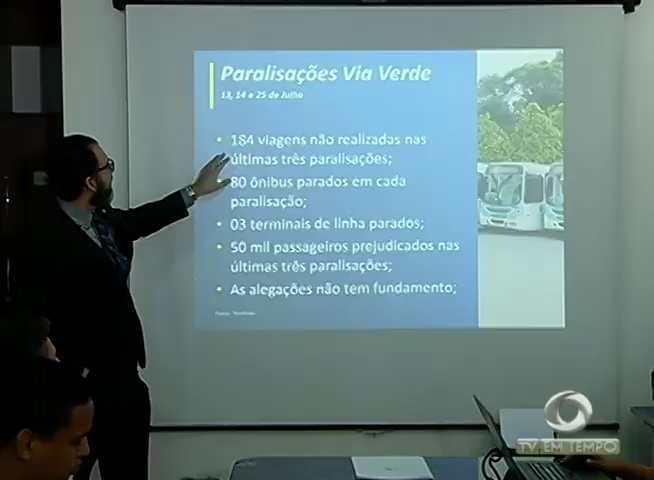 Paralisações Via Verde
13, 14 e 25 de Julho
• 184 viagens não realizadas nas
últimas três paralisações;
• 80 ônibus parados em cada
paralisação;
• 03 terminais de linha parados;
• 50 mil passageiros prejudicados nas
últimas três paralisações;
• As alegações não tem fundamento;
TV EM TEMPO